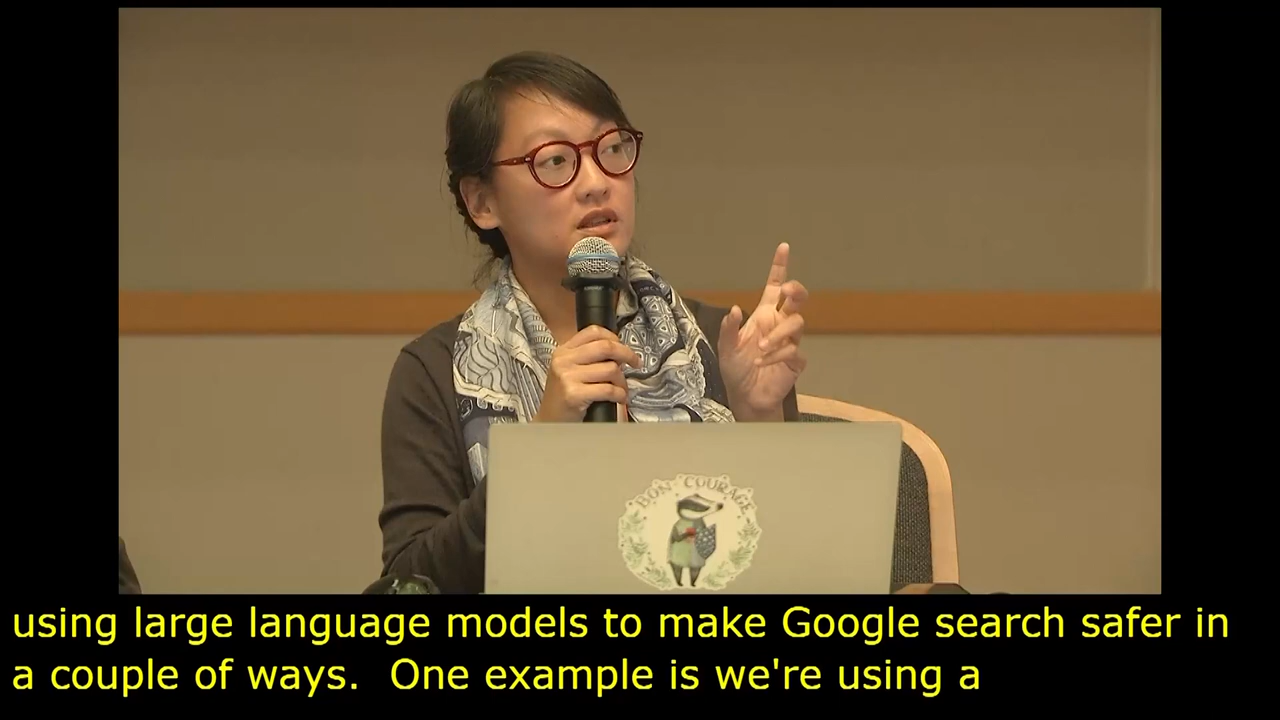 BON COURAGE
using large language models to make Google search safer in
a couple of ways.  One example is we're using a